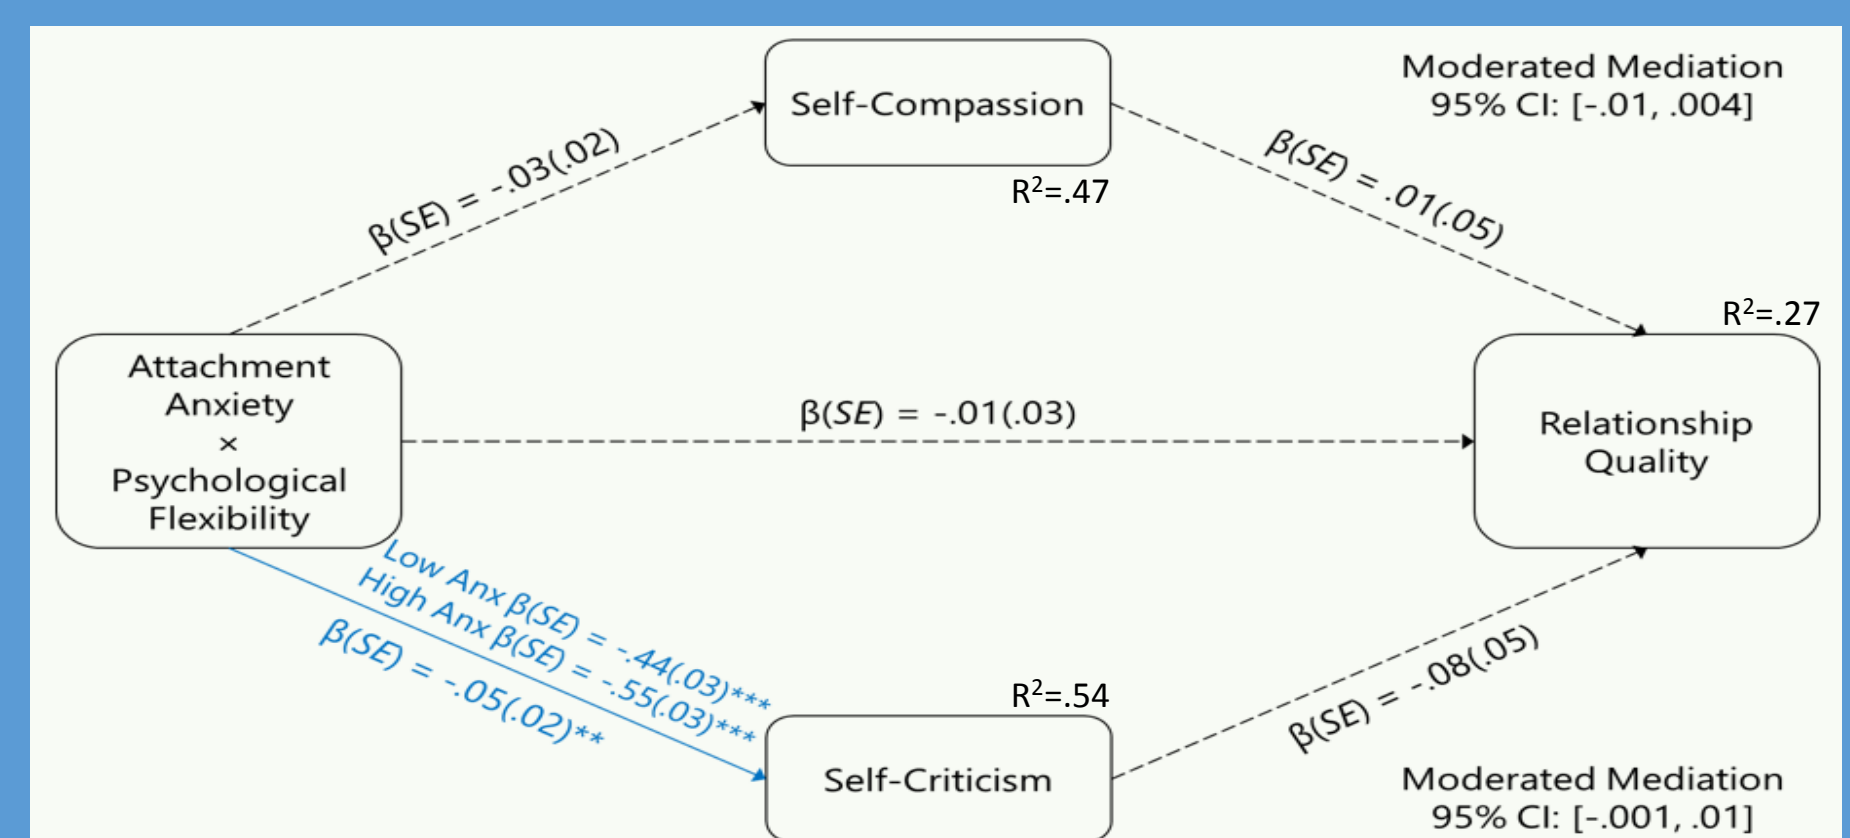 Self-Compassion
Moderated Mediation
95% CI: [-.01, .004]
β(SE) = -.03(.02)
β(SE) = .01(.05)
R²=.47
R²=.27
Attachment
Anxiety
×
Psychological
Flexibility
β(SE) = -.01(.03)
Relationship
Quality
Low Anx β(SE) = -.44(.03)***
High Anx β(SE) = -.55(.03)***
β(SE) = -.05(.02)**
R²=.54
β(SE) = -.08(.05)
Self-Criticism
Moderated Mediation
95% CI: [-.001, .01]